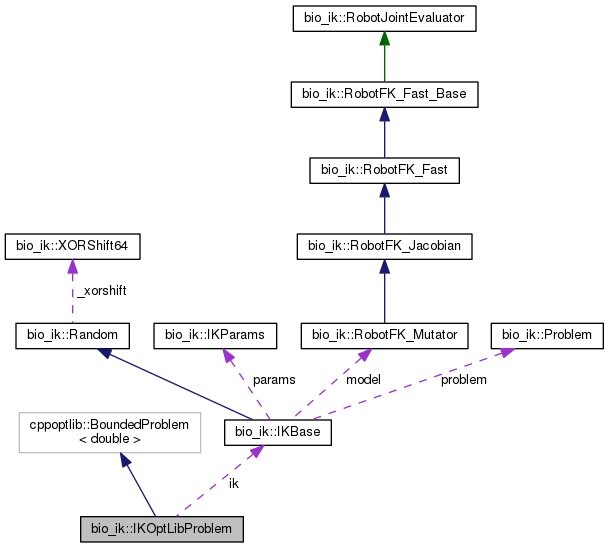 bio_ik::RobotJointEvaluator
bio_ik::RobotFK_Fast_Base
bio_ik::RobotFK_Fast
bio_ik::XORShift64
bio_ik::RobotFK_Jacobian
_xorshift
bio_ik::Random
bio_ik::IKParams
bio_ik::RobotFK_Mutator
bio_ik::Problem
params
model
problem
cppoptlib::BoundedProblem
< double >
bio_ik::IKBase
ik
bio_ik::IKOptLibProblem